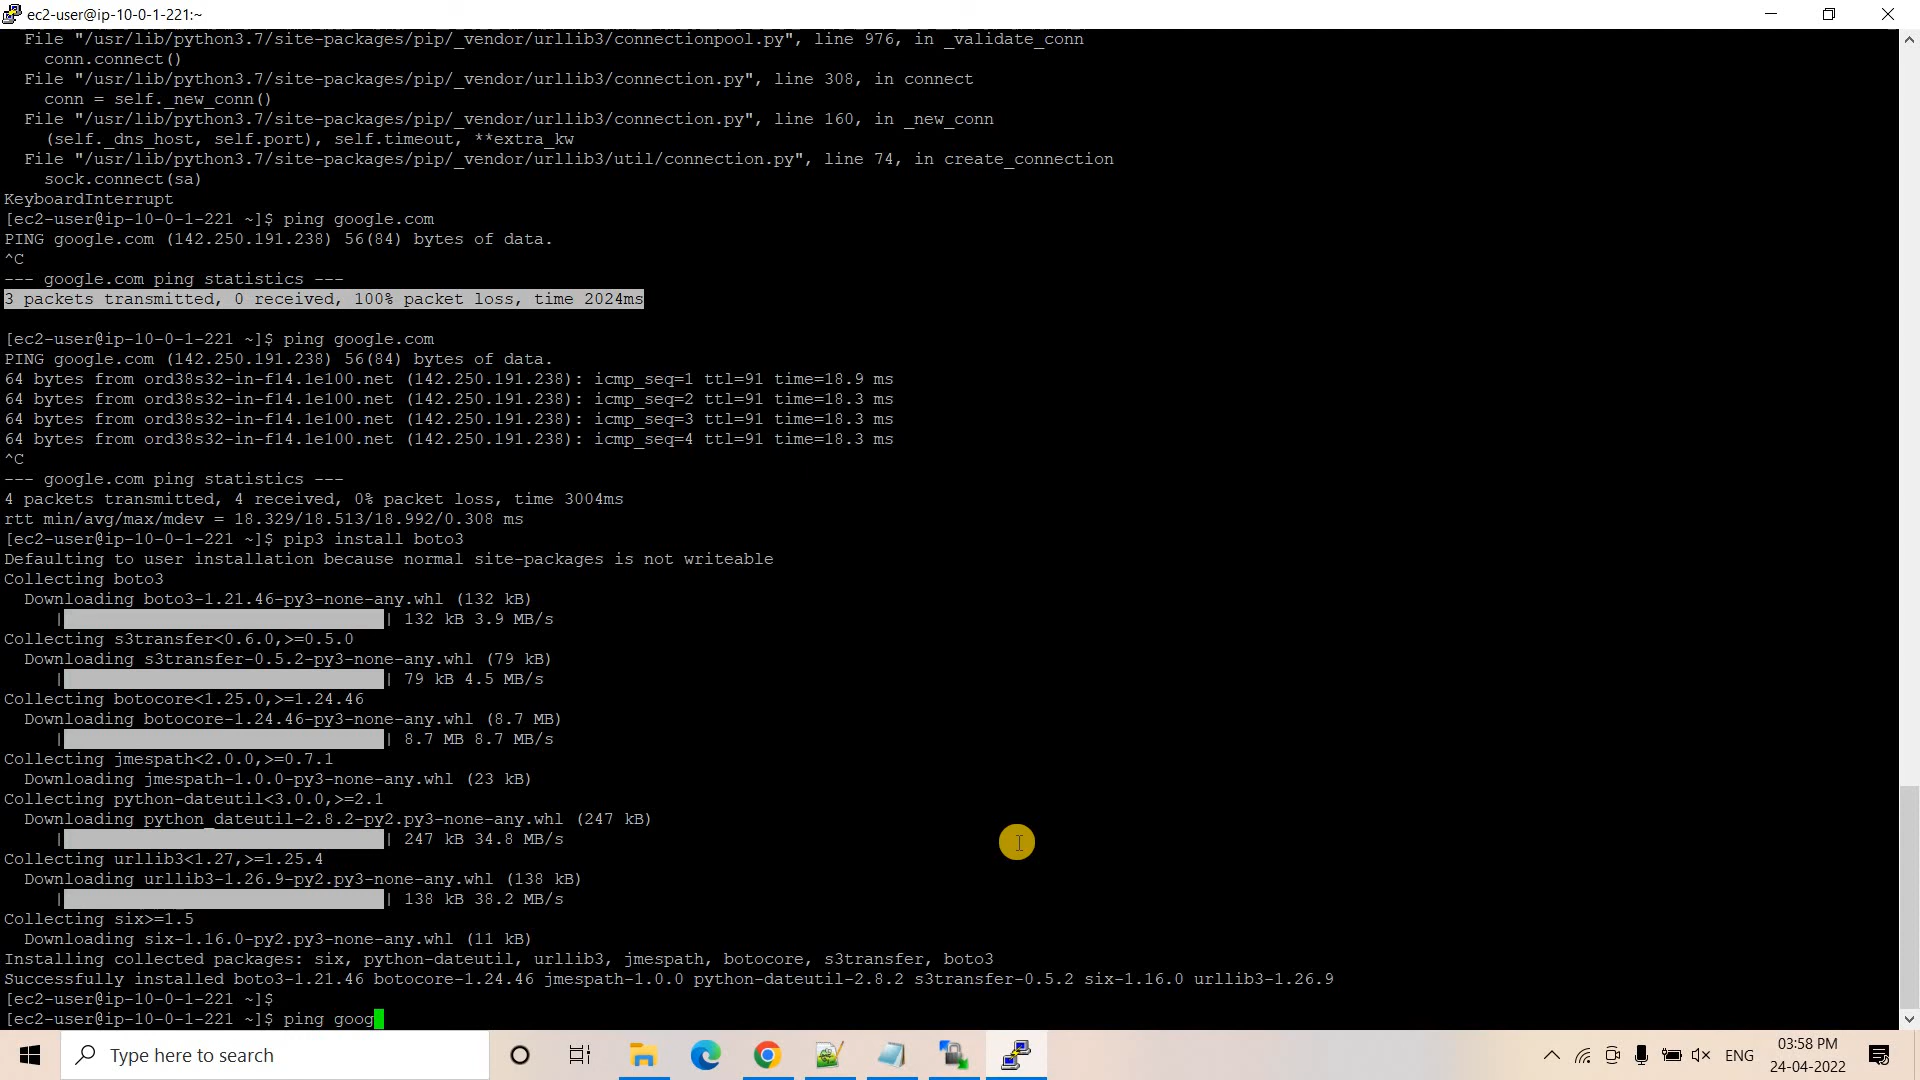 ec2-user@ip-10-0-1-221:~
File "/usr/lib/python3.7/site-packages/pip/_vendor/urllib3/connectionpool.py", line 976, in _validate_conn
conn.connect()
File "/usr/lib/python3.7/site-packages/pip/_vendor/urllib3/connection.py", line 308, in connect
conn = self._new_conn()
File "/usr/lib/python3.7/site-packages/pip/_vendor/urllib3/connection.py", line 160, in _new_conn
(self._dns_host, self.port), self.timeout, **extra_kw
File "/usr/lib/python3.7/site-packages/pip/_vendor/urllib3/util/connection.py", line 74, in create_connection
sock.connect(sa)
KeyboardInterrupt
[ec2-user@ip-10-0-1-221 ~]$ ping google.com
PING google.com (142.250.191.238) 56(84) bytes of data.
^C
--- google.com ping statistics ---
3 packets transmitted, 0 received, 100% packet loss, time 2024ms
[ec2-user@ip-10-0-1-221 ~]$ ping google.com
PING google.com (142.250.191.238) 56(84) bytes of data.
64 bytes from ord38s32-in-f14.1e100.net (142.250.191.238): icmp_seq=1 ttl=91 time=18.9 ms
64 bytes from ord38s32-in-f14.1e100.net (142.250.191.238): icmp_seq=2 ttl=91 time=18.3 ms
64 bytes from ord38s32-in-f14.1e100.net (142.250.191.238): icmp_seq=3 ttl=91 time=18.3 ms
64 bytes from ord38s32-in-f14.1e100.net (142.250.191.238): icmp_seq=4 ttl=91 time=18.3 ms
^C
--- google.com ping statistics ---
4 packets transmitted, 4 received, 0% packet loss, time 3004ms
rtt min/avg/max/mdev = 18.329/18.513/18.992/0.308 ms
[ec2-user@ip-10-0-1-221 ~]$ pip3 install boto3
Defaulting to user installation because normal site-packages is not writeable
Collecting boto3
Downloading boto3-1.21.46-py3-none-any.whl (132 kB)
| | 132 kB 3.9 MB/s
Collecting s3transfer<0.6.0,>=0.5.0
Downloading s3transfer-0.5.2-py3-none-any.whl (79 kB)
| | 79 kB 4.5 MB/s
Collecting botocore<1.25.0,>=1.24.46
Downloading botocore-1.24.46-py3-none-any.whl (8.7 MB)
| | 8.7 MB 8.7 MB/s
Collecting jmespath<2.0.0,>=0.7.1
Downloading jmespath-1.0.0-py3-none-any.whl (23 kB)
Collecting python-dateutil<3.0.0,>=2.1
Downloading python_dateutil-2.8.2-py2.py3-none-any.whl (247 kB)
| | 247 kB 34.8 MB/s
Collecting urllib3<1.27,>=1.25.4
Downloading urllib3-1.26.9-py2.py3-none-any.whl (138 kB)
| | 138 kB 38.2 MB/s
Collecting six>=1.5
Downloading six-1.16.0-py2.py3-none-any.whl (11 kB)
Installing collected packages: six, python-dateutil, urllib3, jmespath, botocore, s3transfer, boto3
Successfully installed boto3-1.21.46 botocore-1.24.46 jmespath-1.0.0 python-dateutil-2.8.2 s3transfer-0.5.2 six-1.16.0 urllib3-1.26.9
[ec2-user@ip-10-0-1-221 ~]$
[ec2-user@ip-10-0-1-221 ~]$ ping goog
Type here to search
ENG
03:58 PM
24-04-2022